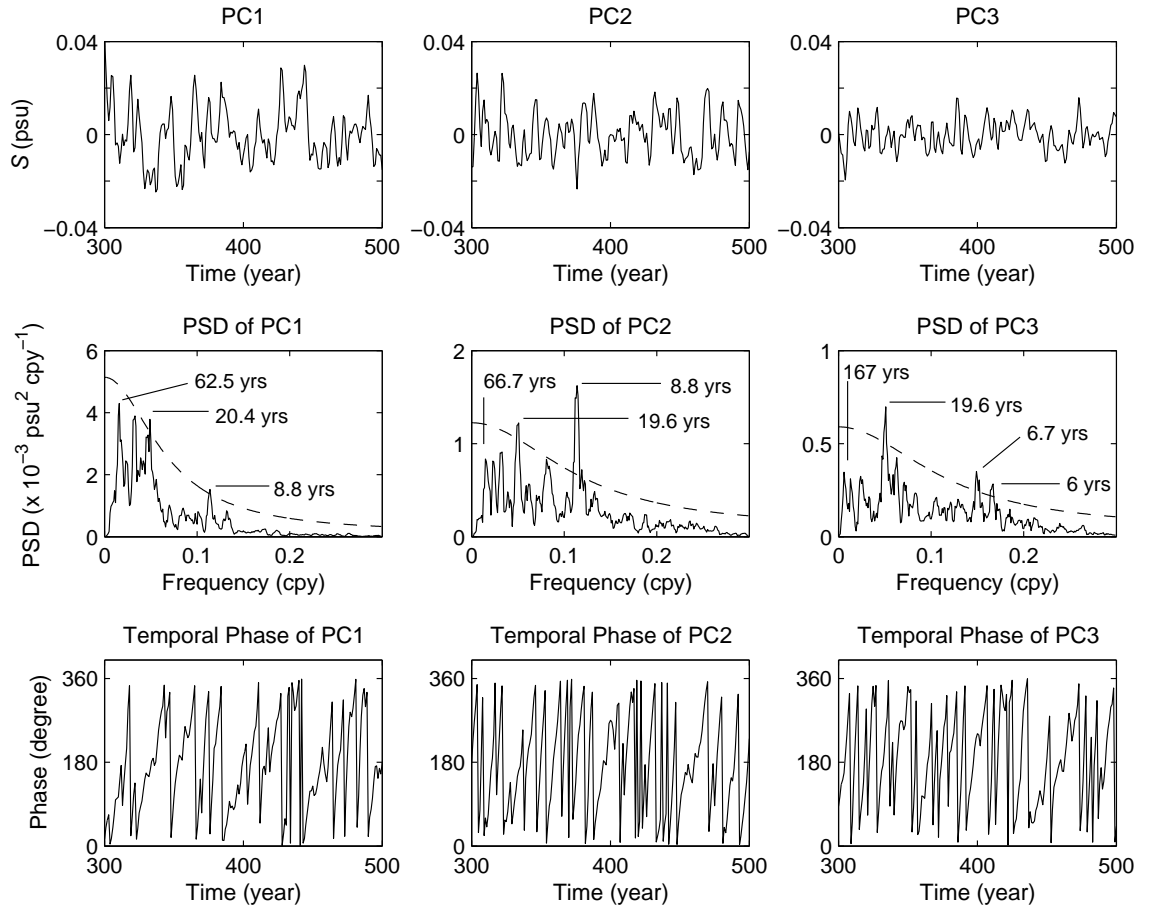 PC1
PC2
PC3
0.04
0
−0.04
S (psu)
300
400
500
Time (year)
0.04
0
−0.04
300
400
500
Time (year)
0.04
0
−0.04
300
400
500
Time (year)
PSD of PC1
PSD of PC2
PSD of PC3
PSD (x 10−3 psu2 cpy−1)
6
4
2
0
62.5 yrs
20.4 yrs
8.8 yrs
0
0.1
0.2
Frequency (cpy)
2
1
0
66.7 yrs
8.8 yrs
19.6 yrs
0
0.1
0.2
Frequency (cpy)
1
0.5
0
167 yrs
19.6 yrs
6.7 yrs
6 yrs
0
0.1
0.2
Frequency (cpy)
Temporal Phase of PC1
Temporal Phase of PC2
Temporal Phase of PC3
Phase (degree)
360
180
0
300
400
500
Time (year)
360
180
0
300
400
500
Time (year)
360
180
0
300
400
500
Time (year)